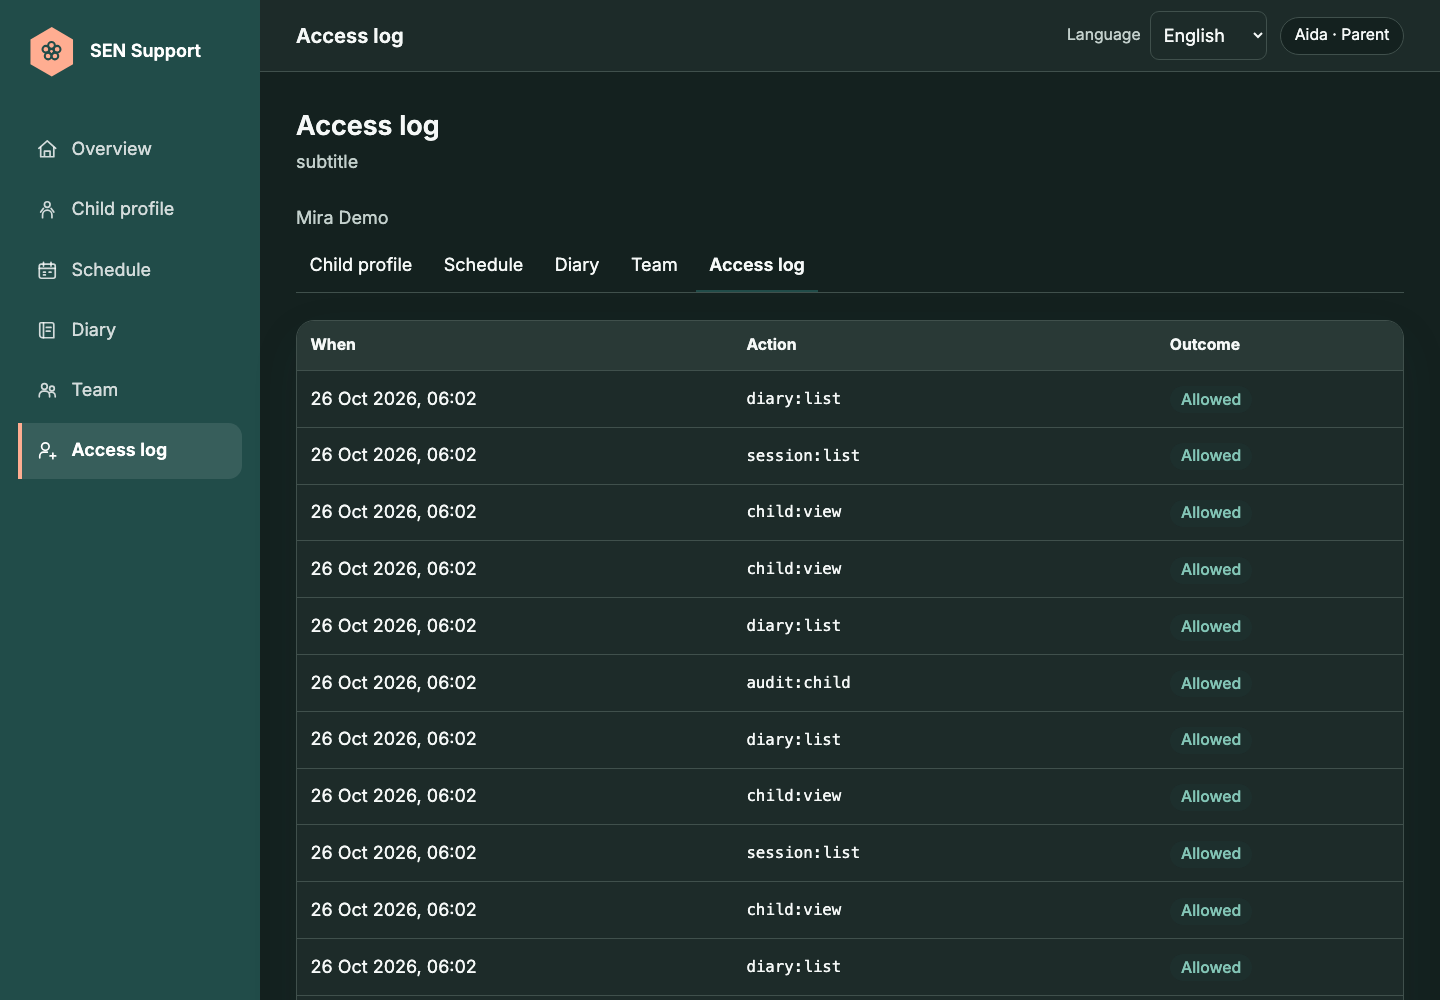 SEN Support
Overview
Child profile
Schedule
Diary
Team
Access log
Access log
Language English Aida · Parent
Access log
subtitle
Mira Demo
Child profile Schedule Diary Team Access log
When Action Outcome
26 Oct 2026, 06:02 diary:list Allowed
26 Oct 2026, 06:02 session:list Allowed
26 Oct 2026, 06:02 child:view Allowed
26 Oct 2026, 06:02 child:view Allowed
26 Oct 2026, 06:02 diary:list Allowed
26 Oct 2026, 06:02 audit:child Allowed
26 Oct 2026, 06:02 diary:list Allowed
26 Oct 2026, 06:02 child:view Allowed
26 Oct 2026, 06:02 session:list Allowed
26 Oct 2026, 06:02 child:view Allowed
26 Oct 2026, 06:02 diary:list Allowed